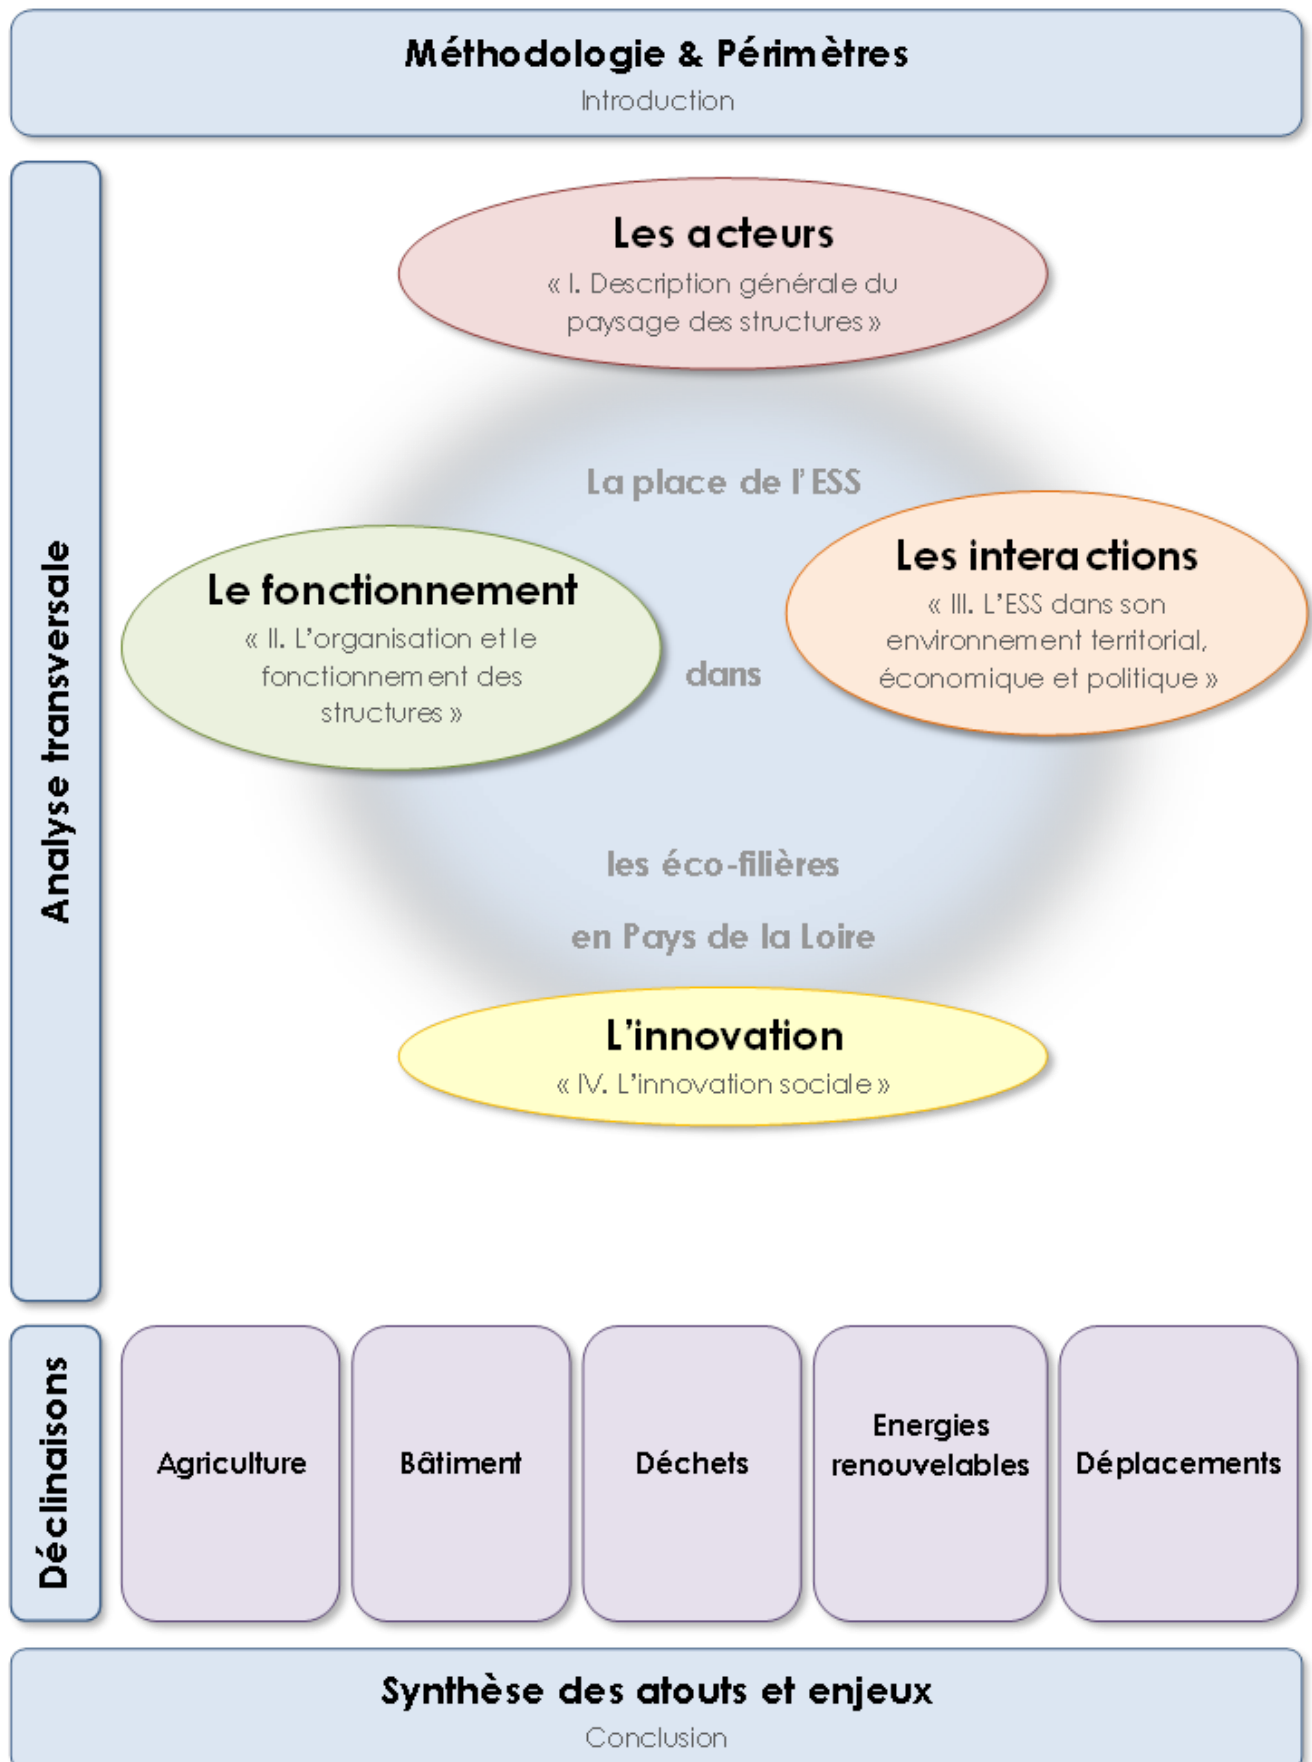 Méthodologie & Périmètres
Introduction
Analyse transversale
Les acteurs
« I. Description générale du
paysage des structures »
La place de l'ESS
Le fonctionnement
« II. L'organisation et le
fonctionnement des
structures »
dans
Les interactions
« III. L'ESS dans son
environnement territorial,
économique et politique »
les éco-filières
en Pays de la Loire
L'innovation
« IV. L'innovation sociale »
Déclinaisons
Agriculture
Bâtiment
Déchets
Energies
renouvelables
Déplacements
Synthèse des atouts et enjeux
Conclusion